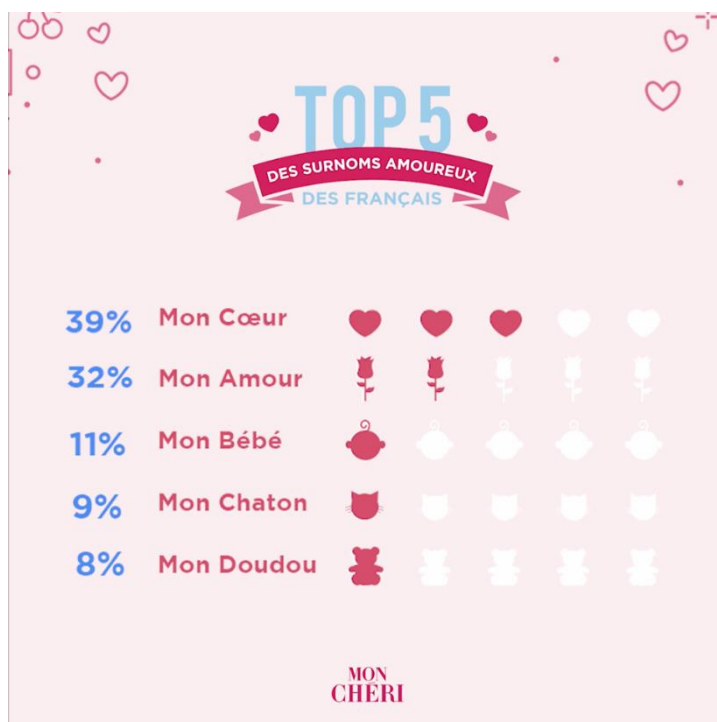 TOP 5
DES SURNOMS AMOUREUX
DES FRANÇAIS
39% Mon Cœur
32% Mon Amour
11% Mon Bébé
9% Mon Chaton
8% Mon Doudou
MON
CHÉRI